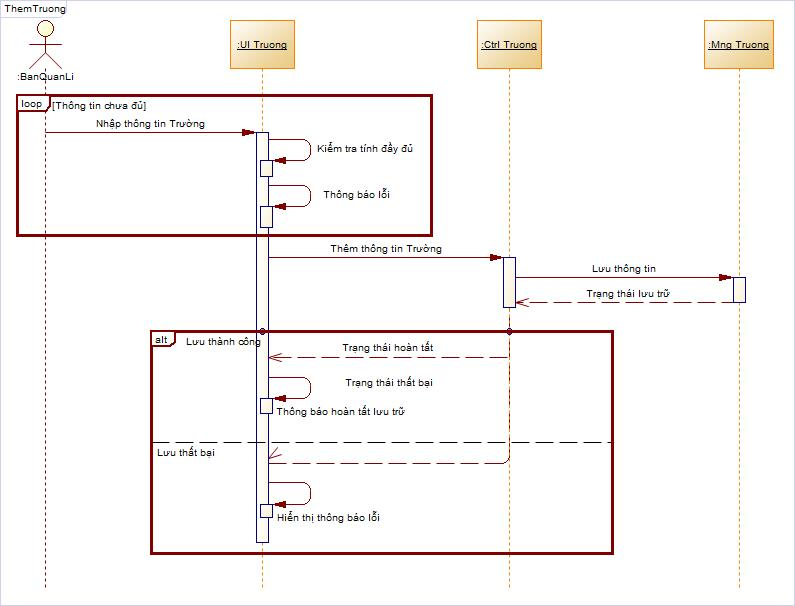 ThemTruong
:BanQuanLi
:UI Truong
:Ctrl Truong
:Mng Truong
loop
[Thông tin chưa đủ]
Nhập thông tin Trường
Kiểm tra tính đầy đủ
Thông báo lỗi
Thêm thông tin Trường
Lưu thông tin
Trạng thái lưu trữ
alt
Lưu thành công
Trạng thái hoàn tất
Trạng thái thất bại
Thông báo hoàn tất lưu trữ
Lưu thất bại
Hiển thị thông báo lỗi